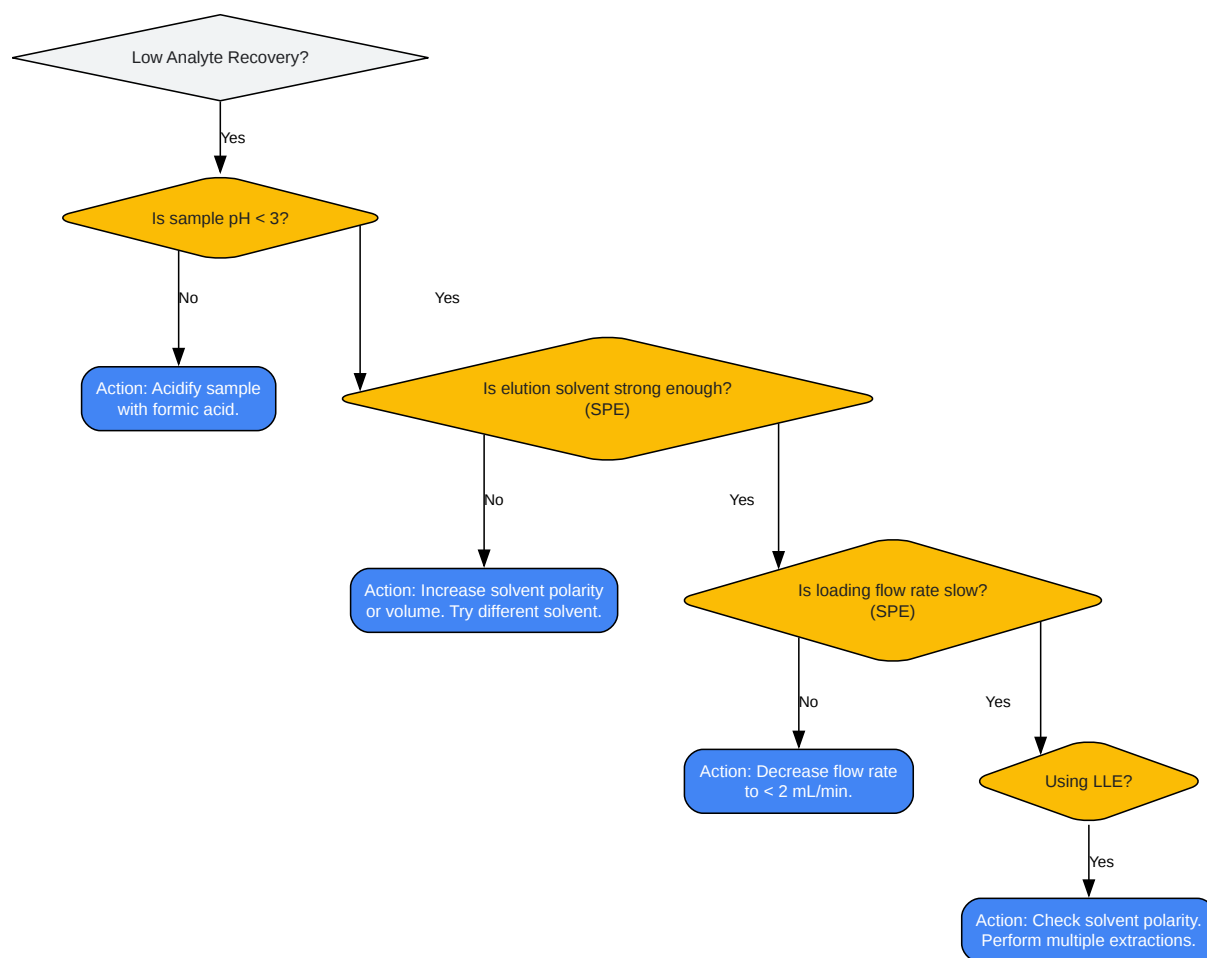 Low Analyte Recovery?
Yes
Is sample pH < 3?
No
Yes
Action: Acidify sample
with formic acid.
Is elution solvent strong enough?
(SPE)
No
Yes
Action: Increase solvent polarity
or volume. Try different solvent.
Is loading flow rate slow?
(SPE)
No
Yes
Action: Decrease flow rate
to < 2 mL/min.
Using LLE?
Yes
Action: Check solvent polarity.
Perform multiple extractions.